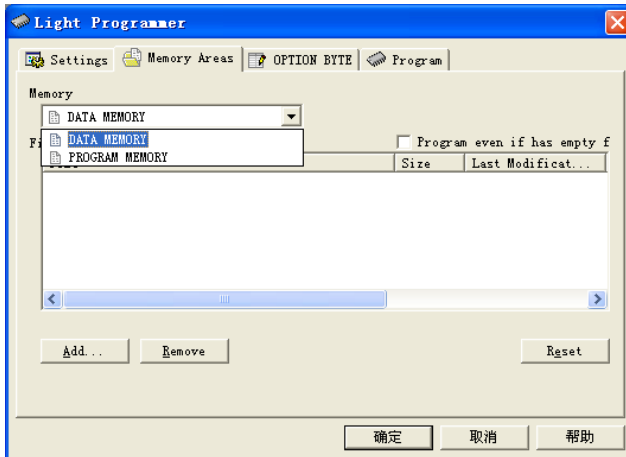 Light Programmer
Settings Memory Areas OPTION BYTE Program
Memory
DATA MEMORY
DATA MEMORY
PROGRAM MEMORY
Program even if has empty f
Size Last Modificat...
Add... Remove Reset
确定 取消 帮助